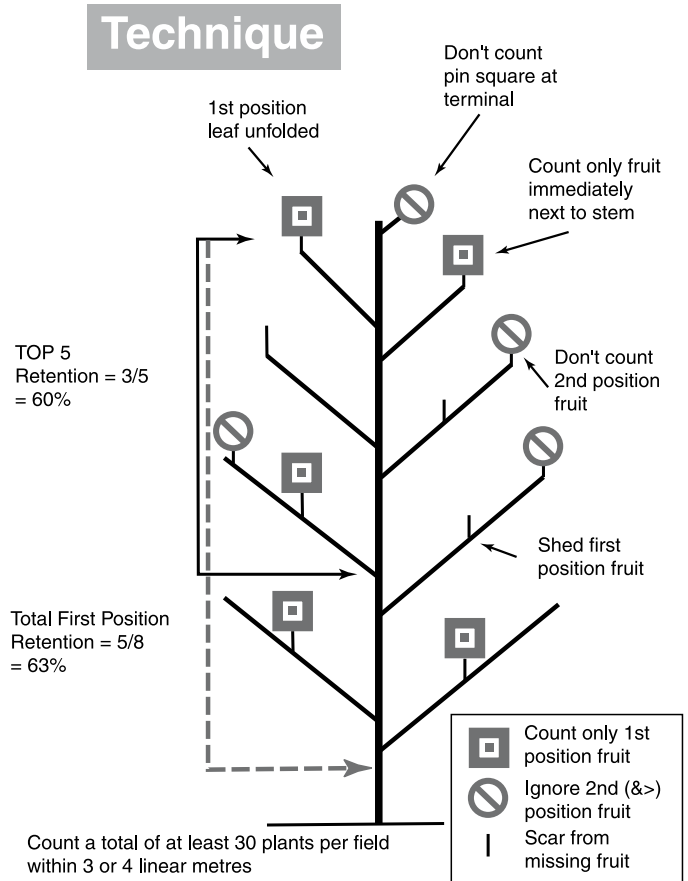 Technique
Don't count
pin square at
terminal
1st position
leaf unfolded
Count only fruit
immediately
next to stem
TOP 5
Retention = 3/5
= 60%
Don't count
2nd position
fruit
Shed first
position fruit
Total First Position
Retention = 5/8
= 63%
Count only 1st
position fruit
Ignore 2nd (&>)
position fruit
Scar from
missing fruit
Count a total of at least 30 plants per field
within 3 or 4 linear metres